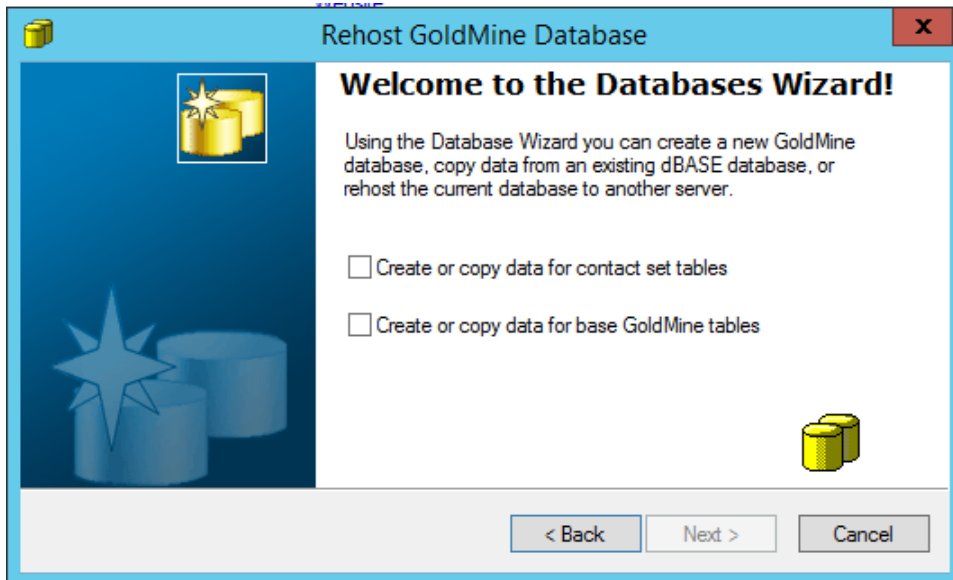 Rehost GoldMine Database
x
Welcome to the Databases Wizard!
Using the Database Wizard you can create a new GoldMine
database, copy data from an existing dBASE database, or
rehost the current database to another server.
Create or copy data for contact set tables
Create or copy data for base GoldMine tables
< Back
Next >
Cancel